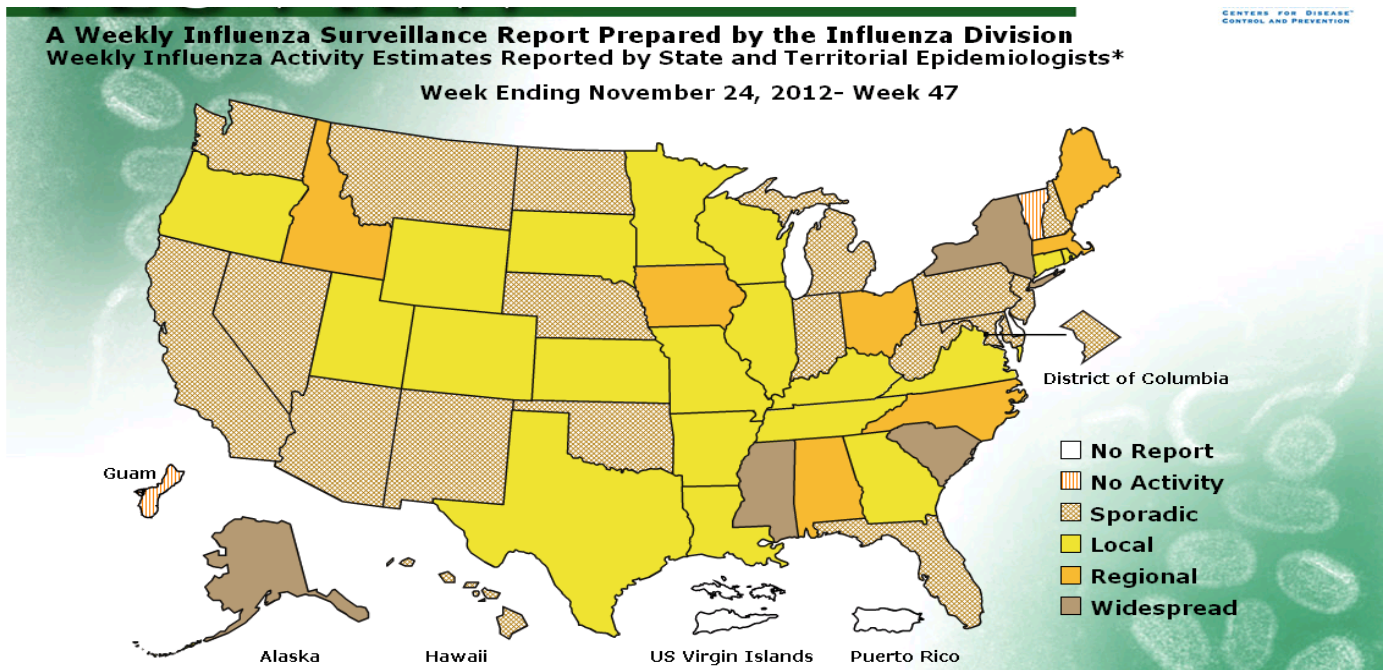 CENTERS FOR DISEASE™
CONTROL AND PREVENTION
A Weekly Influenza Surveillance Report Prepared by the Influenza Division
Weekly Influenza Activity Estimates Reported by State and Territorial Epidemiologists*
Week Ending November 24, 2012- Week 47
District of Columbia
No Report
Guam
No Activity
Sporadic
Local
Regional
Widespread
Alaska
Hawaii
US Virgin Islands
Puerto Rico